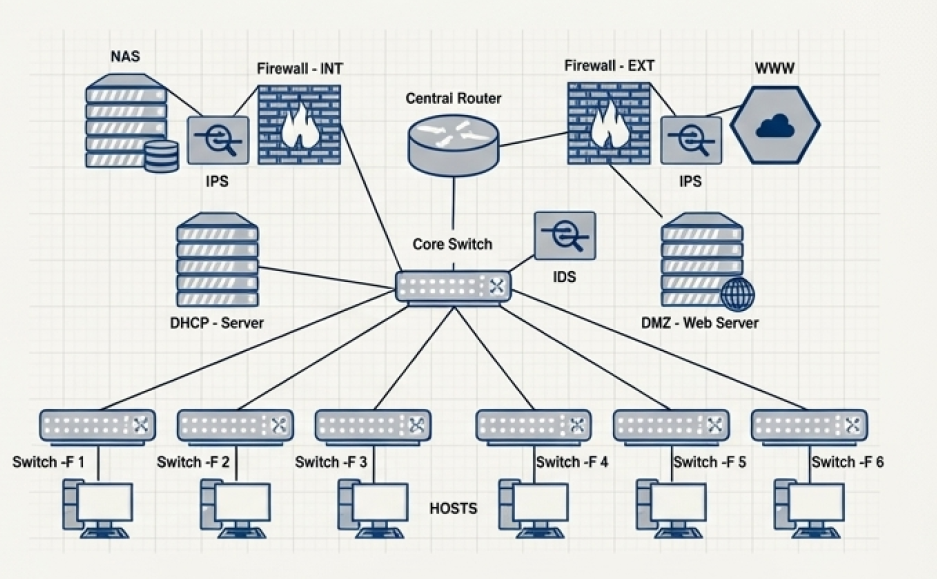 NAS
Firewall - INT
Central Router
Firewall - EXT
WWW
IPS
IPS
Core Switch
IDS
DHCP - Server
DMZ - Web Server
Switch -F 1
Switch -F 2
Switch -F 3
Switch -F 4
Switch -F 5
Switch -F 6
HOSTS